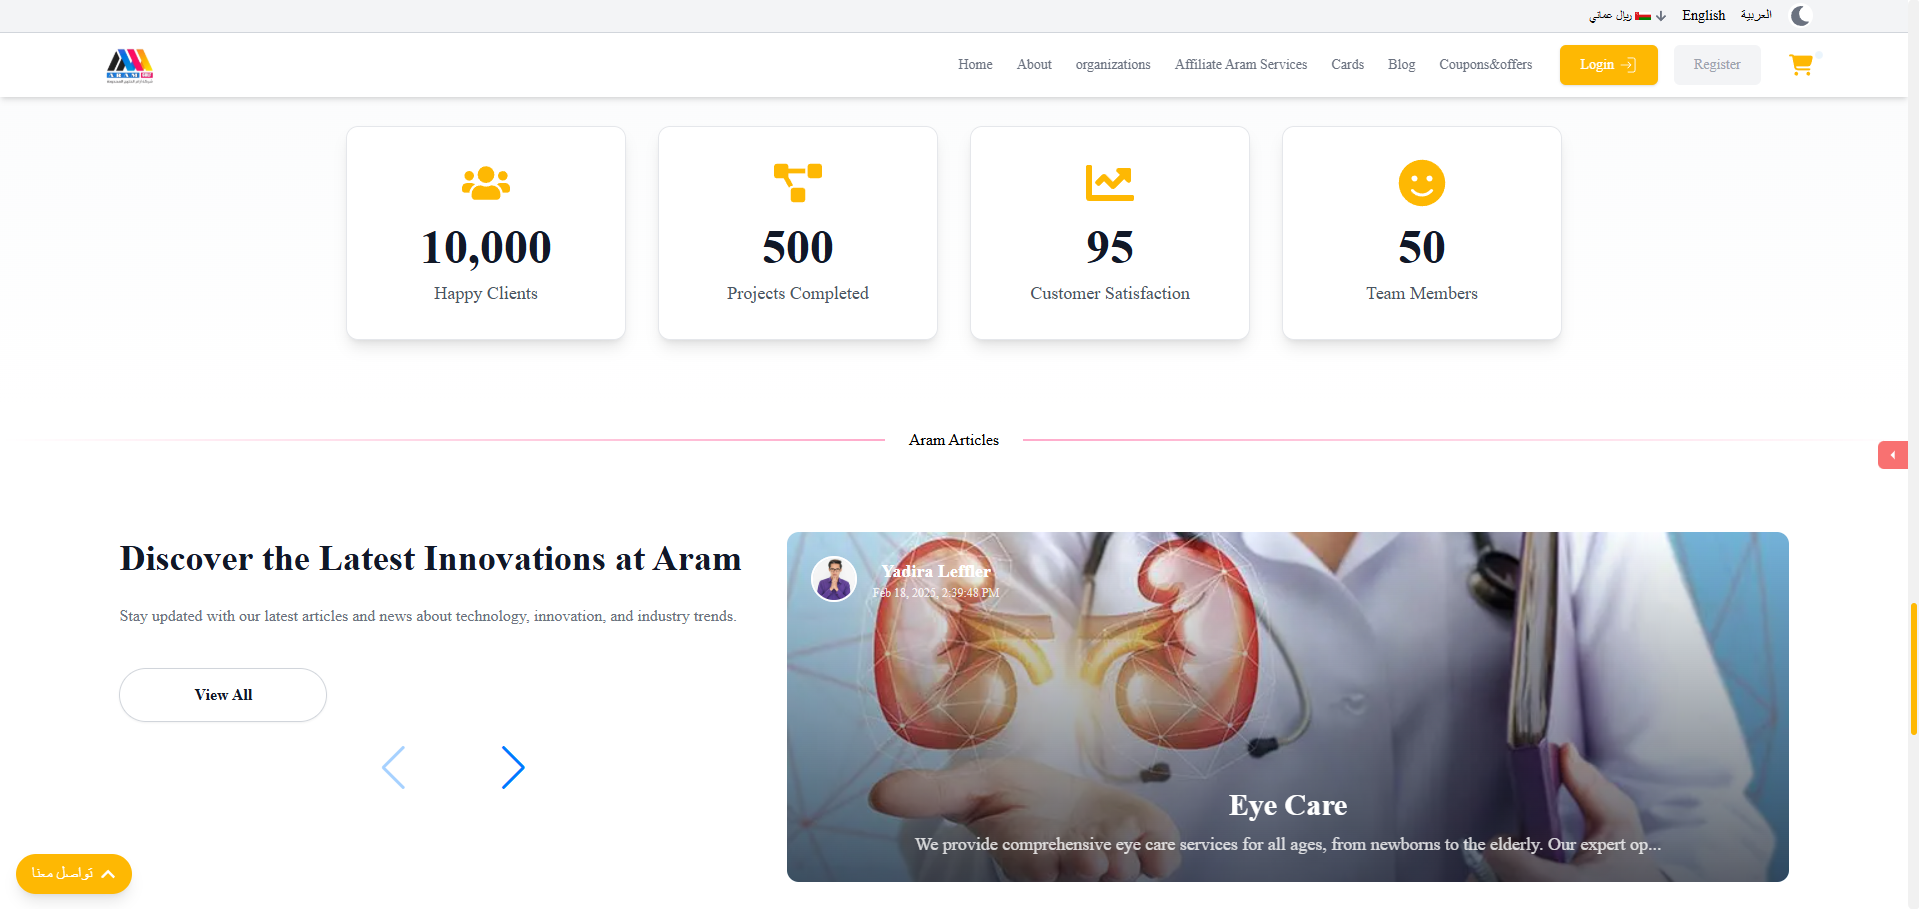 ريال عماني
English
العربية
ARAM
Home
About
organizations
Affiliate Aram Services
Cards
Blog
Coupons&offers
Login
Register
10,000
Happy Clients
500
Projects Completed
95
Customer Satisfaction
50
Team Members
Aram Articles
Discover the Latest Innovations at Aram
Stay updated with our latest articles and news about technology, innovation, and industry trends.
View All
Yadira Leffler
Feb 18, 2025, 2:39:48 PM
Eye Care
We provide comprehensive eye care services for all ages, from newborns to the elderly. Our expert op...
تواصل معنا